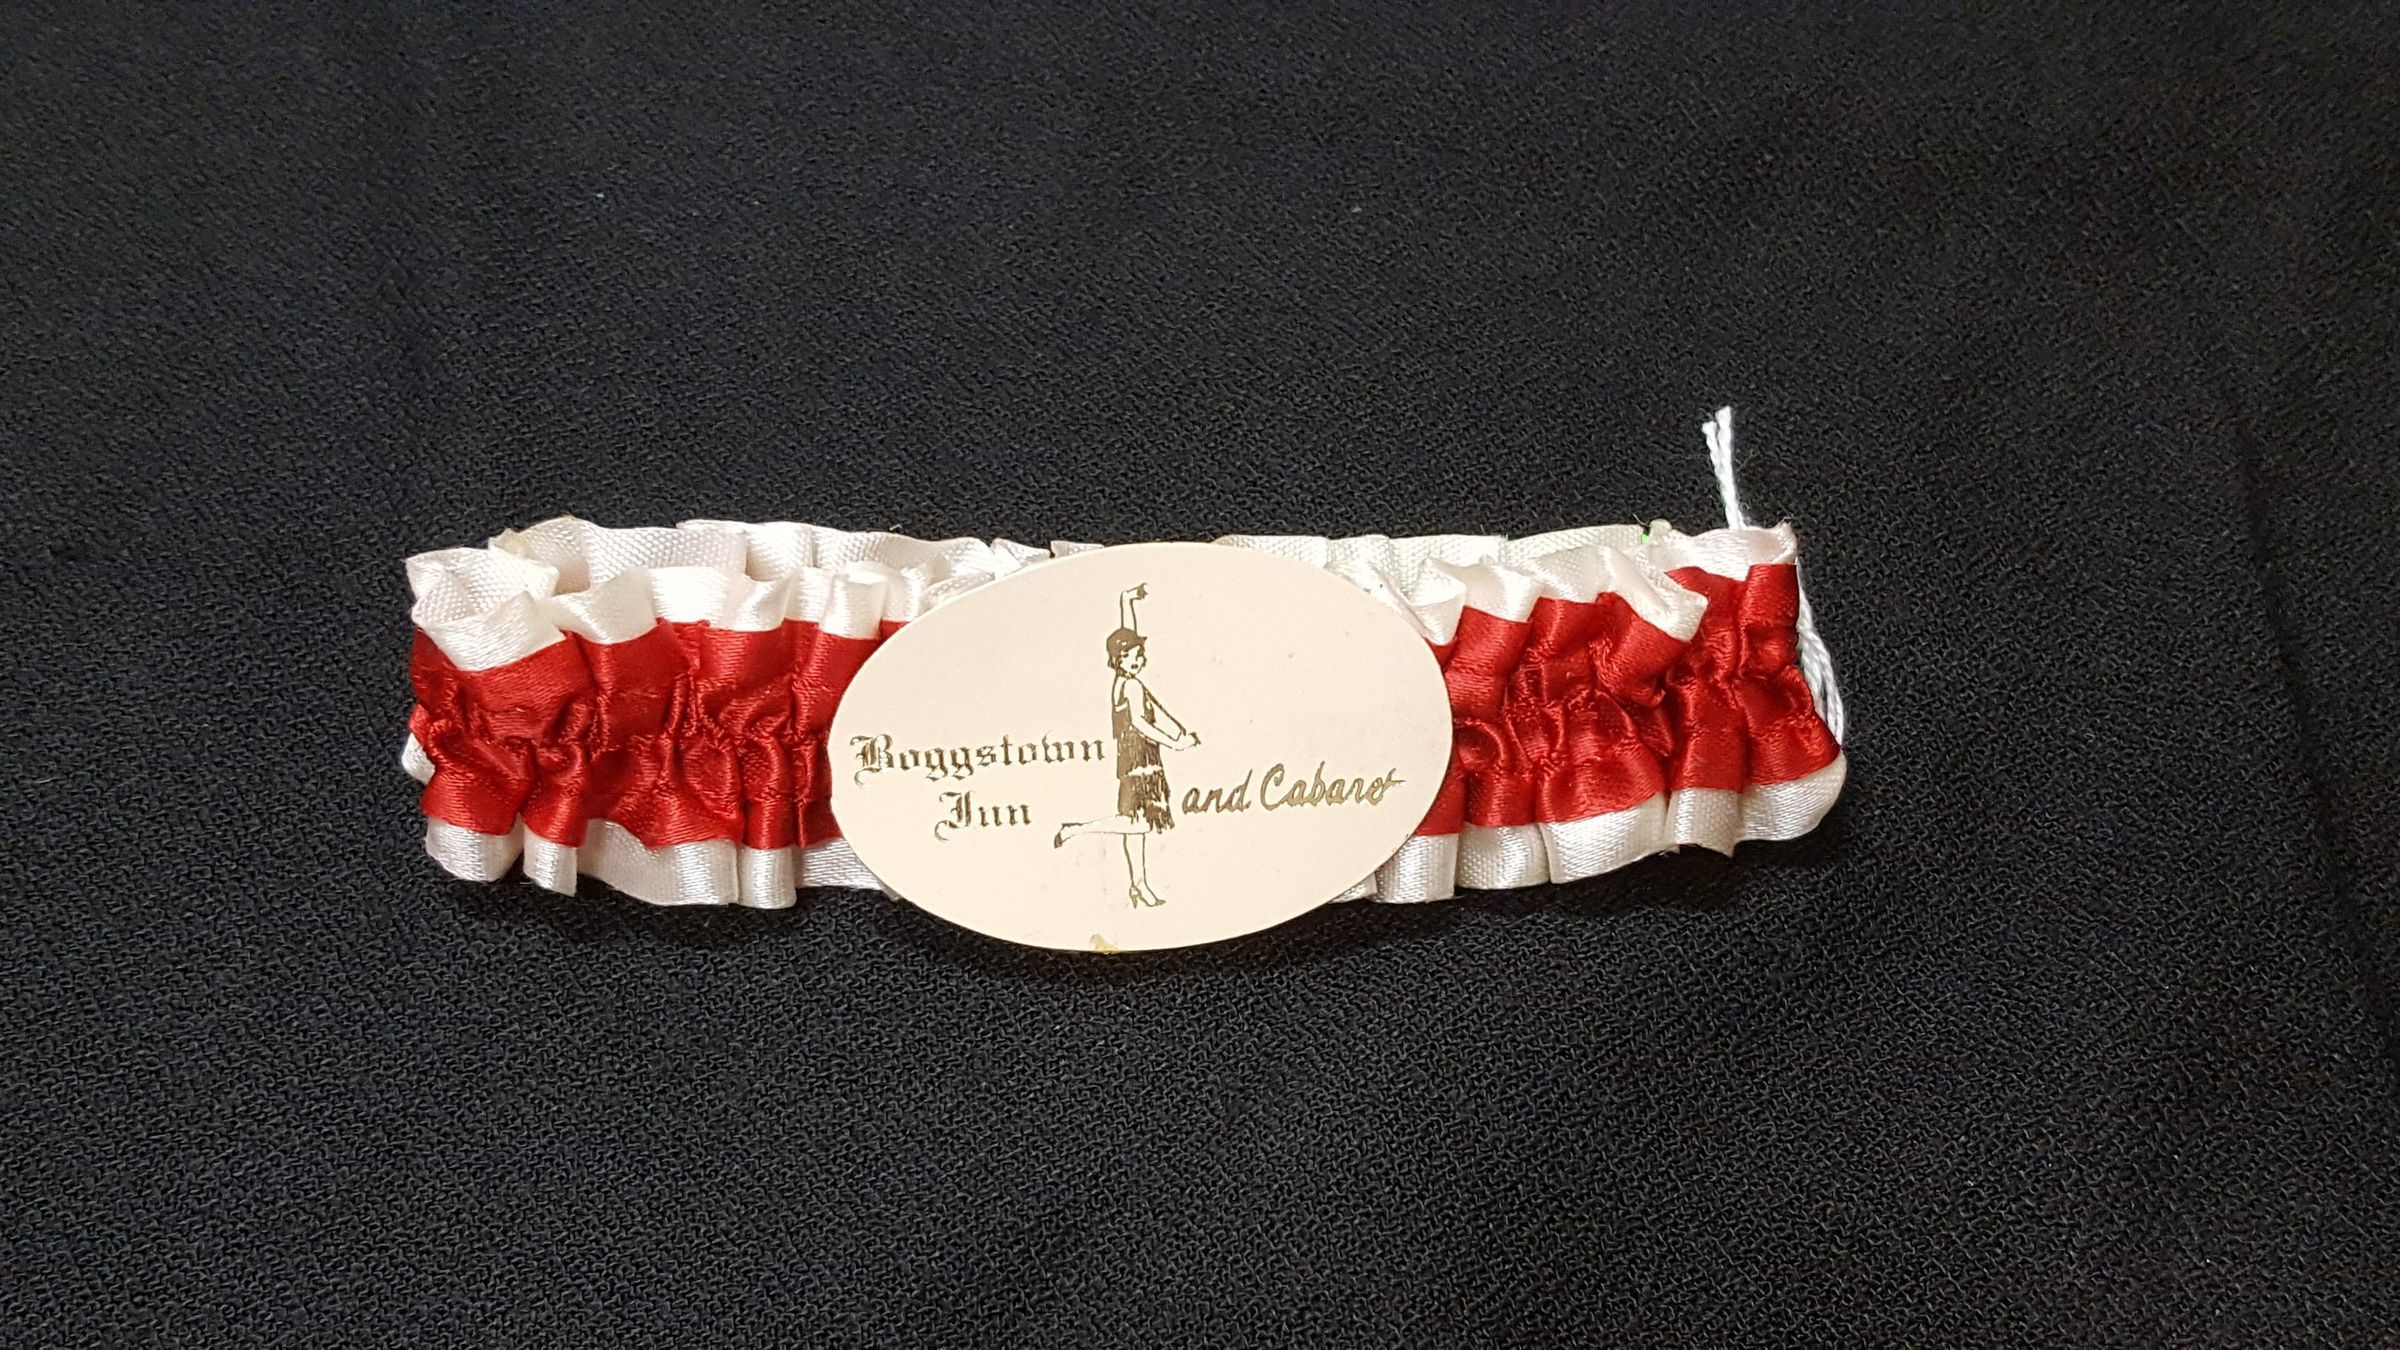 Boggstown
Inn
and Cabaret